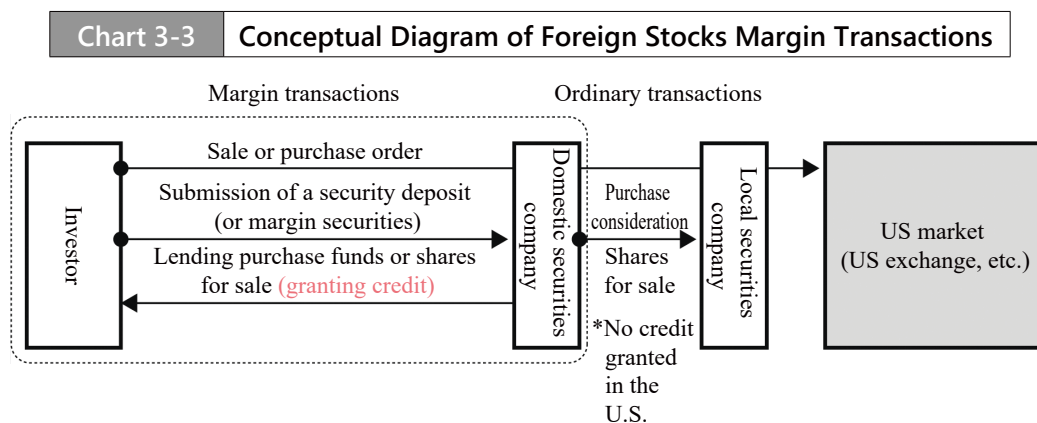 Chart 3-3 Conceptual Diagram of Foreign Stocks Margin Transactions
Margin transactions
Ordinary transactions
Investor
Sale or purchase order
Submission of a security deposit
(or margin securities)
Lending purchase funds or shares
for sale (granting credit)
Domestic securities
company
Purchase
consideration
Shares
for sale
*No credit
granted
in the
U.S.
Local securities
company
US market
(US exchange, etc.)